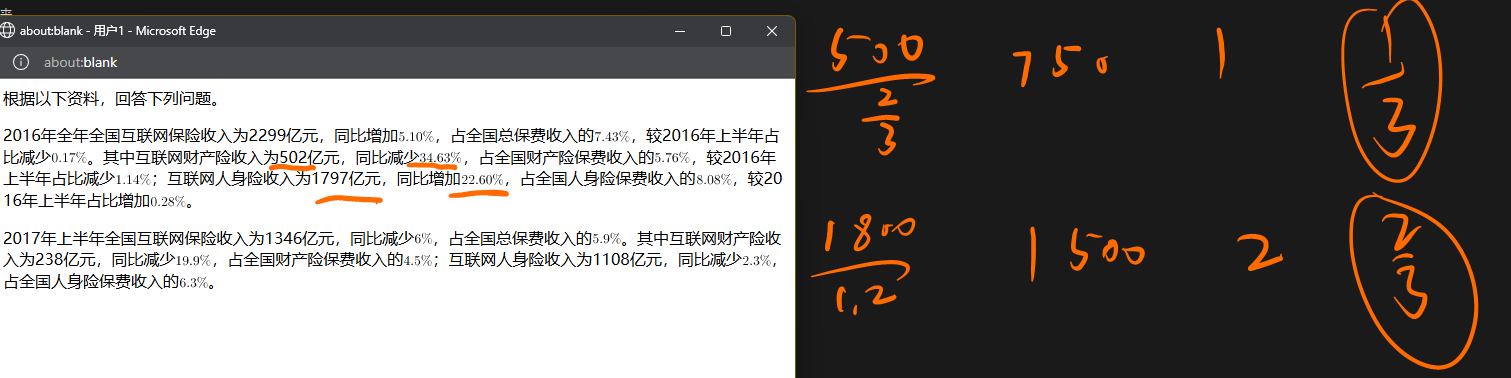 来
about:blank - 用户1 - Microsoft Edge
about:blank
根据以下资料，回答下列问题。
2016年全年全国互联网保险收入为2299亿元，同比增加5.10%，占全国总保费收入的7.43%，较2016年上半年占
比减少0.17%。其中互联网财产险收入为502亿元，同比减少34.63%，占全国财产险保费收入的5.76%，较2016年
上半年占比减少1.14%；互联网人身险收入为1797亿元，同比增加22.60%，占全国人身险保费收入的8.08%，较20
16年上半年占比增加0.28%。
2017年上半年全国互联网保险收入为1346亿元，同比减少6%，占全国总保费收入的5.9%。其中互联网财产险收
入为238亿元，同比减少19.9%，占全国财产险保费收入的4.5%；互联网人身险收入为1108亿元，同比减少2.3%，
占全国人身险保费收入的6.3%。
500
2
3
750
1
1
3
1800
1.2
1500
2
2
3